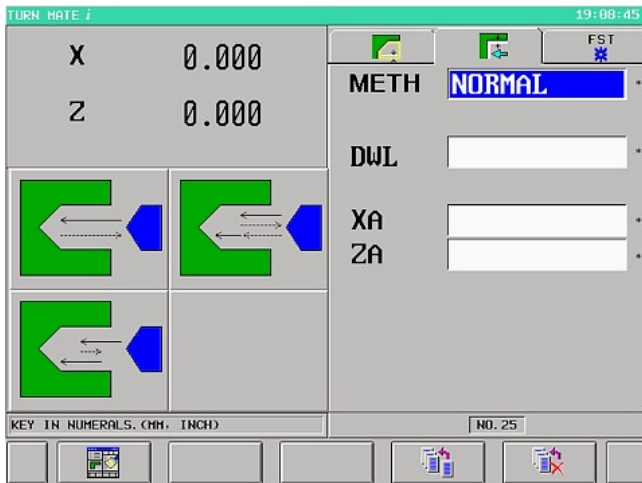 TURN MATE i 19:08:45
X 0.000
Z 0.000
FST
METH NORMAL *
DWL *
XA *
ZA *
KEY IN NUMERALS.(MM, INCH) NO.25